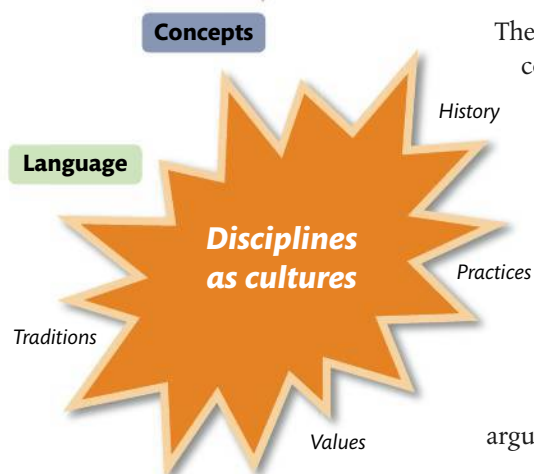 Concepts
The
History
Language
Disciplines
as cultures
Practices
Traditions
Values
argu